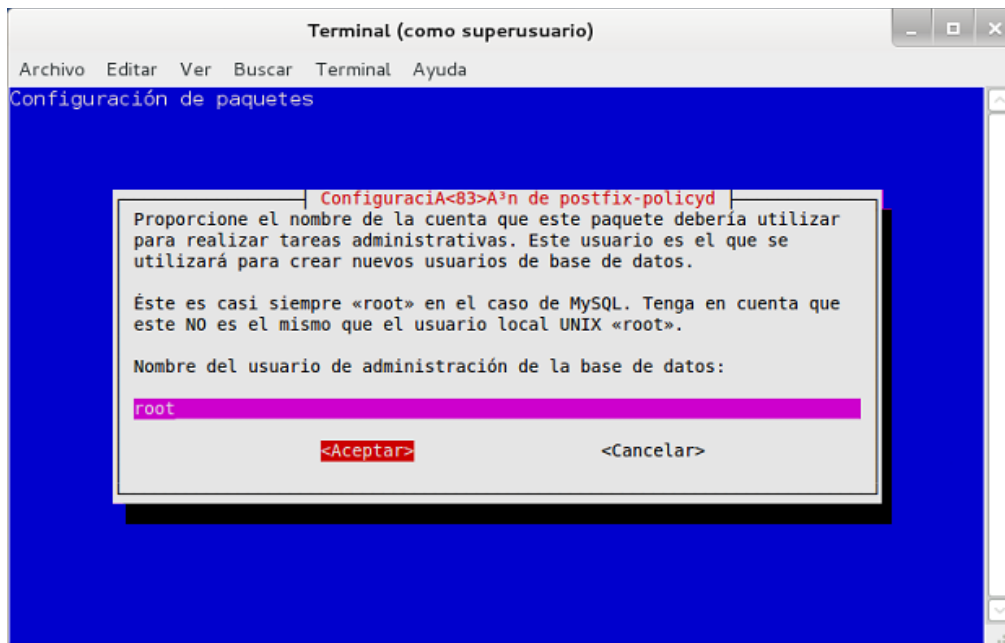 Terminal (como superusuario)
Archivo Editar Ver Buscar Terminal Ayuda
Configuración de paquetes
ConfiguraciA<83>A³n de postfix-policyd
Proporcione el nombre de la cuenta que este paquete debería utilizar
para realizar tareas administrativas. Este usuario es el que se
utilizará para crear nuevos usuarios de base de datos.
Éste es casi siempre «root» en el caso de MySQL. Tenga en cuenta que
este NO es el mismo que el usuario local UNIX «root».
Nombre del usuario de administración de la base de datos:
root
<Aceptar> <Cancelar>